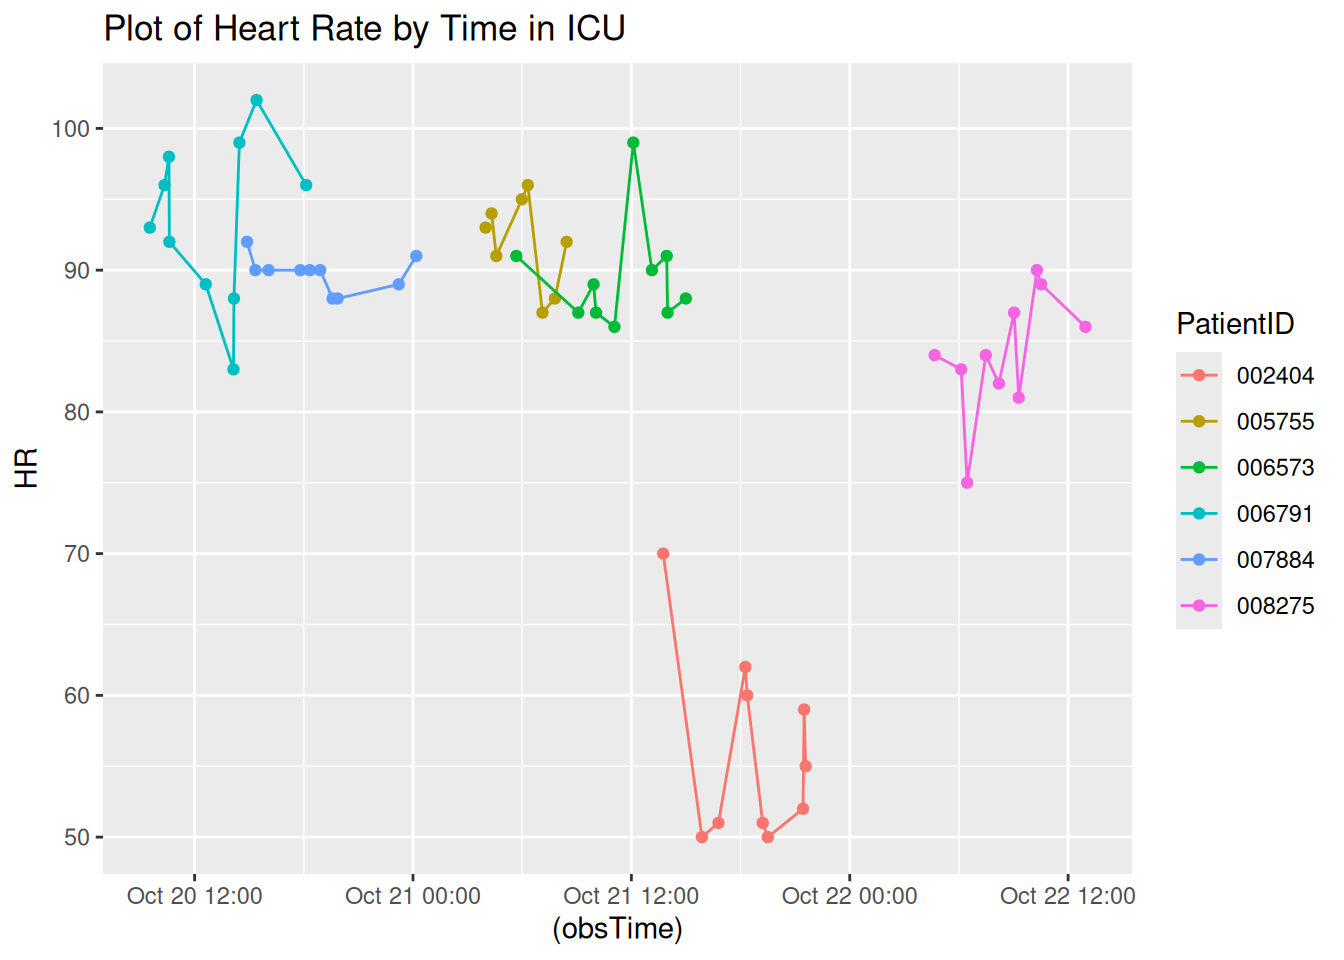 Plot of Heart Rate by Time in ICU
100
90
80
70
60
50
HR
Oct 20 12:00
Oct 21 00:00
Oct 21 12:00
Oct 22 00:00
Oct 22 12:00
(obsTime)
PatientID
002404
005755
006573
006791
007884
008275